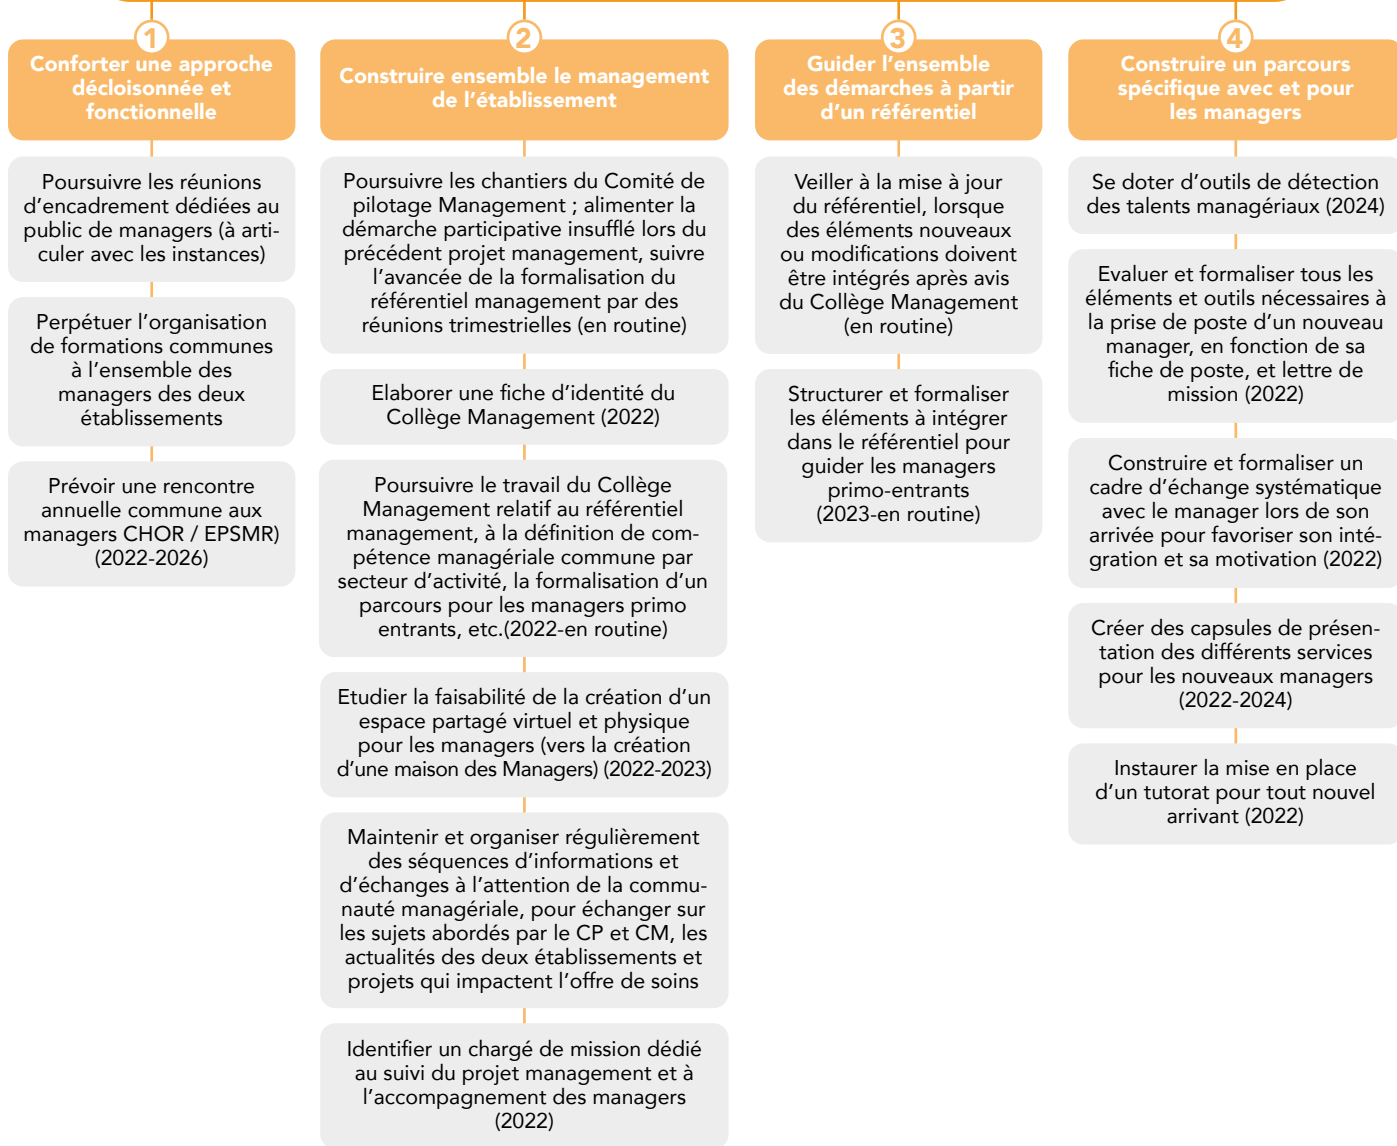 1
Conforter une approche
décloisonnée et
fonctionnelle
Poursuivre les réunions
d’encadrement dédiées au
public de managers (à arti-
culer avec les instances)
Perpétuer l’organisation
de formations communes
à l’ensemble des
managers des deux
établissements
Prévoir une rencontre
annuelle commune aux
managers CHOR / EPSMR)
(2022-2026)
2
Construire ensemble le management
de l’établissement
Poursuivre les chantiers du Comité de
pilotage Management ; alimenter la
démarche participative insufflé lors du
précédent projet management, suivre
l’avancée de la formalisation du
référentiel management par des
réunions trimestrielles (en routine)
Elaborer une fiche d’identité du
Collège Management (2022)
Poursuivre le travail du Collège
Management relatif au référentiel
management, à la définition de com-
pétence managériale commune par
secteur d’activité, la formalisation d’un
parcours pour les managers primo
entrants, etc.(2022-en routine)
Etudier la faisabilité de la création d’un
espace partagé virtuel et physique
pour les managers (vers la création
d’une maison des Managers) (2022-2023)
Maintenir et organiser régulièrement
des séquences d’informations et
d’échanges à l’attention de la commu-
nauté managériale, pour échanger sur
les sujets abordés par le CP et CM, les
actualités des deux établissements et
projets qui impactent l’offre de soins
Identifier un chargé de mission dédié
au suivi du projet management et à
l’accompagnement des managers
(2022)
3
Guider l’ensemble
des démarches à partir
d’un référentiel
Veiller à la mise à jour
du référentiel, lorsque
des éléments nouveaux
ou modifications doivent
être intégrés après avis
du Collège Management
(en routine)
Structurer et formaliser
les éléments à intégrer
dans le référentiel pour
guider les managers
primo-entrants
(2023-en routine)
4
Construire un parcours
spécifique avec et pour
les managers
Se doter d’outils de détection
des talents managériaux (2024)
Evaluer et formaliser tous les
éléments et outils nécessaires à
la prise de poste d’un nouveau
manager, en fonction de sa
fiche de poste, et lettre de
mission (2022)
Construire et formaliser un
cadre d’échange systématique
avec le manager lors de son
arrivée pour favoriser son inté-
gration et sa motivation (2022)
Créer des capsules de présen-
tation des différents services
pour les nouveaux managers
(2022-2024)
Instaurer la mise en place
d’un tutorat pour tout nouvel
arrivant (2022)